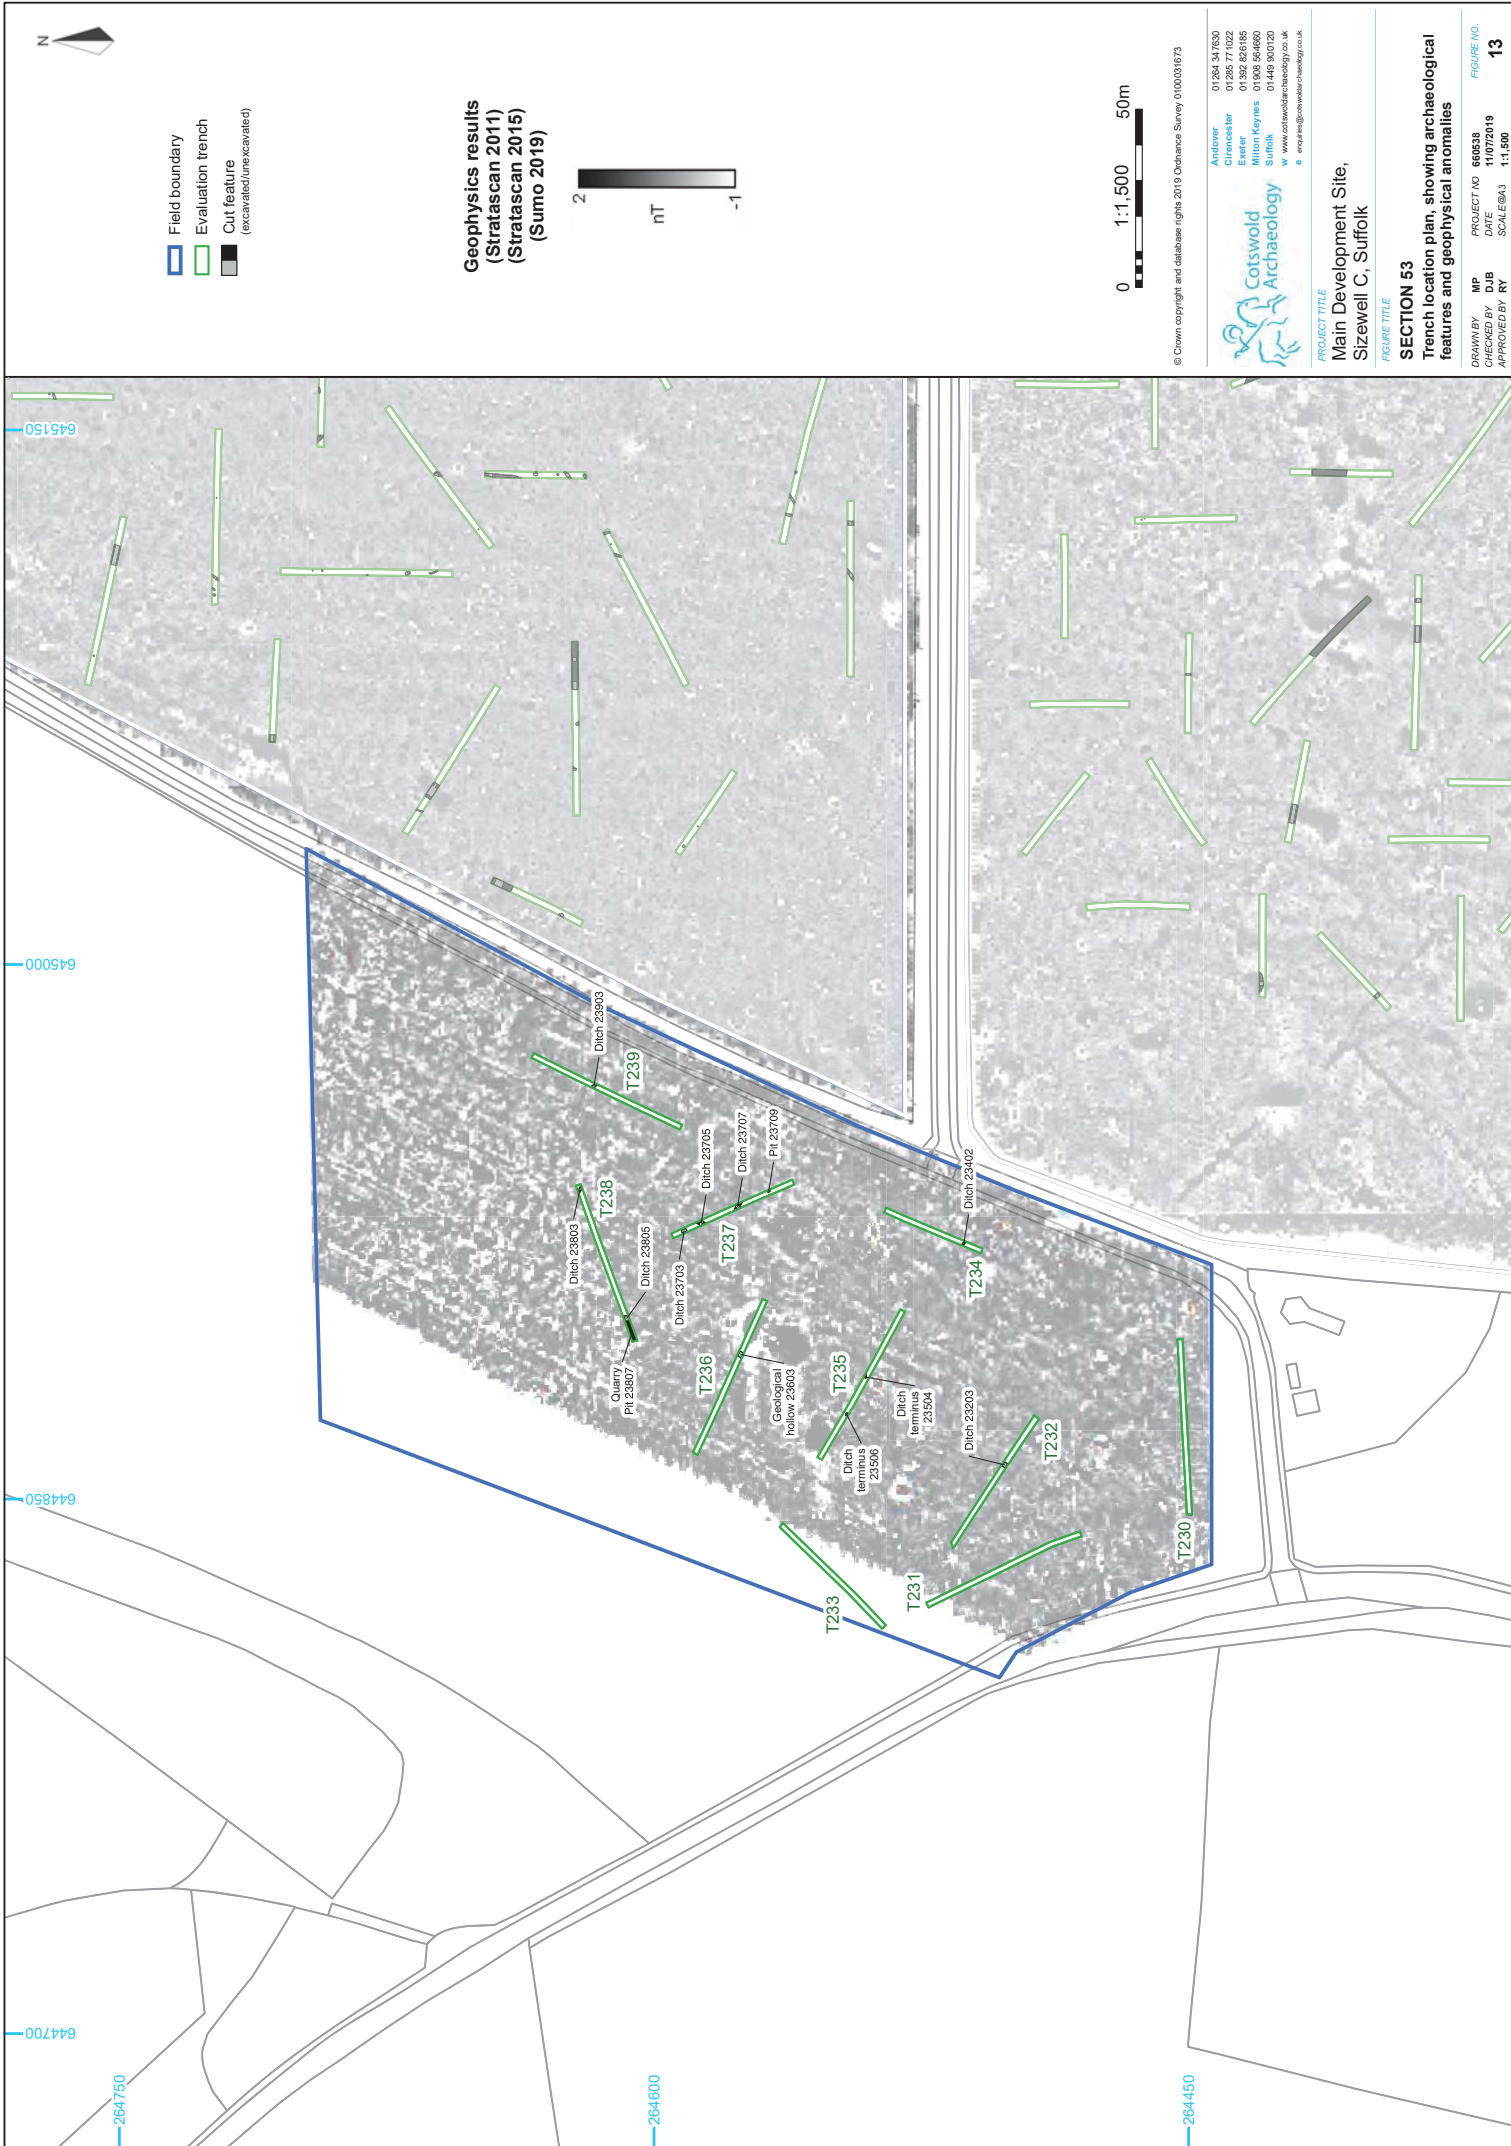 N
Field boundary
Evaluation trench
Cut feature
(excavated/unexcavated)
Geophysics results
(Stratascan 2011)
(Stratascan 2015)
(Sumo 2019)
2
nT
-1
0
1:1,500
50m
© Crown copyright and database rights 2019 Ordnance Survey 0100031673
Cotswold
Archaeology
Andover 01264 347630
Cirencester 01285 771022
Exeter 01392 826185
Milton Keynes 01908 564660
Suffolk 01449 900120
w www.cotswoldarchaeology.co.uk
e enquiries@cotswoldarchaeology.co.uk
PROJECT TITLE
Main Development Site,
Sizewell C, Suffolk
FIGURE TITLE
SECTION 53
Trench location plan, showing archaeological
features and geophysical anomalies
DRAWN BY MP
CHECKED BY DJB
APPROVED BY RY
PROJECT NO 660538
DATE 11/07/2019
SCALE@A3 1:1,500
FIGURE NO.
13
645150
645000
644850
644700
264750
264600
264450
Ditch 23903
T239
Ditch 23803
T238
Ditch 23805
Quarry
Pit 23807
Ditch 23703
Ditch 23705
Ditch 23707
Pit 23709
T237
T236
Geological
hollow 23603
T235
Ditch
terminus
23504
Ditch
terminus
23506
Ditch 23402
T234
Ditch 23203
T232
T233
T231
T230